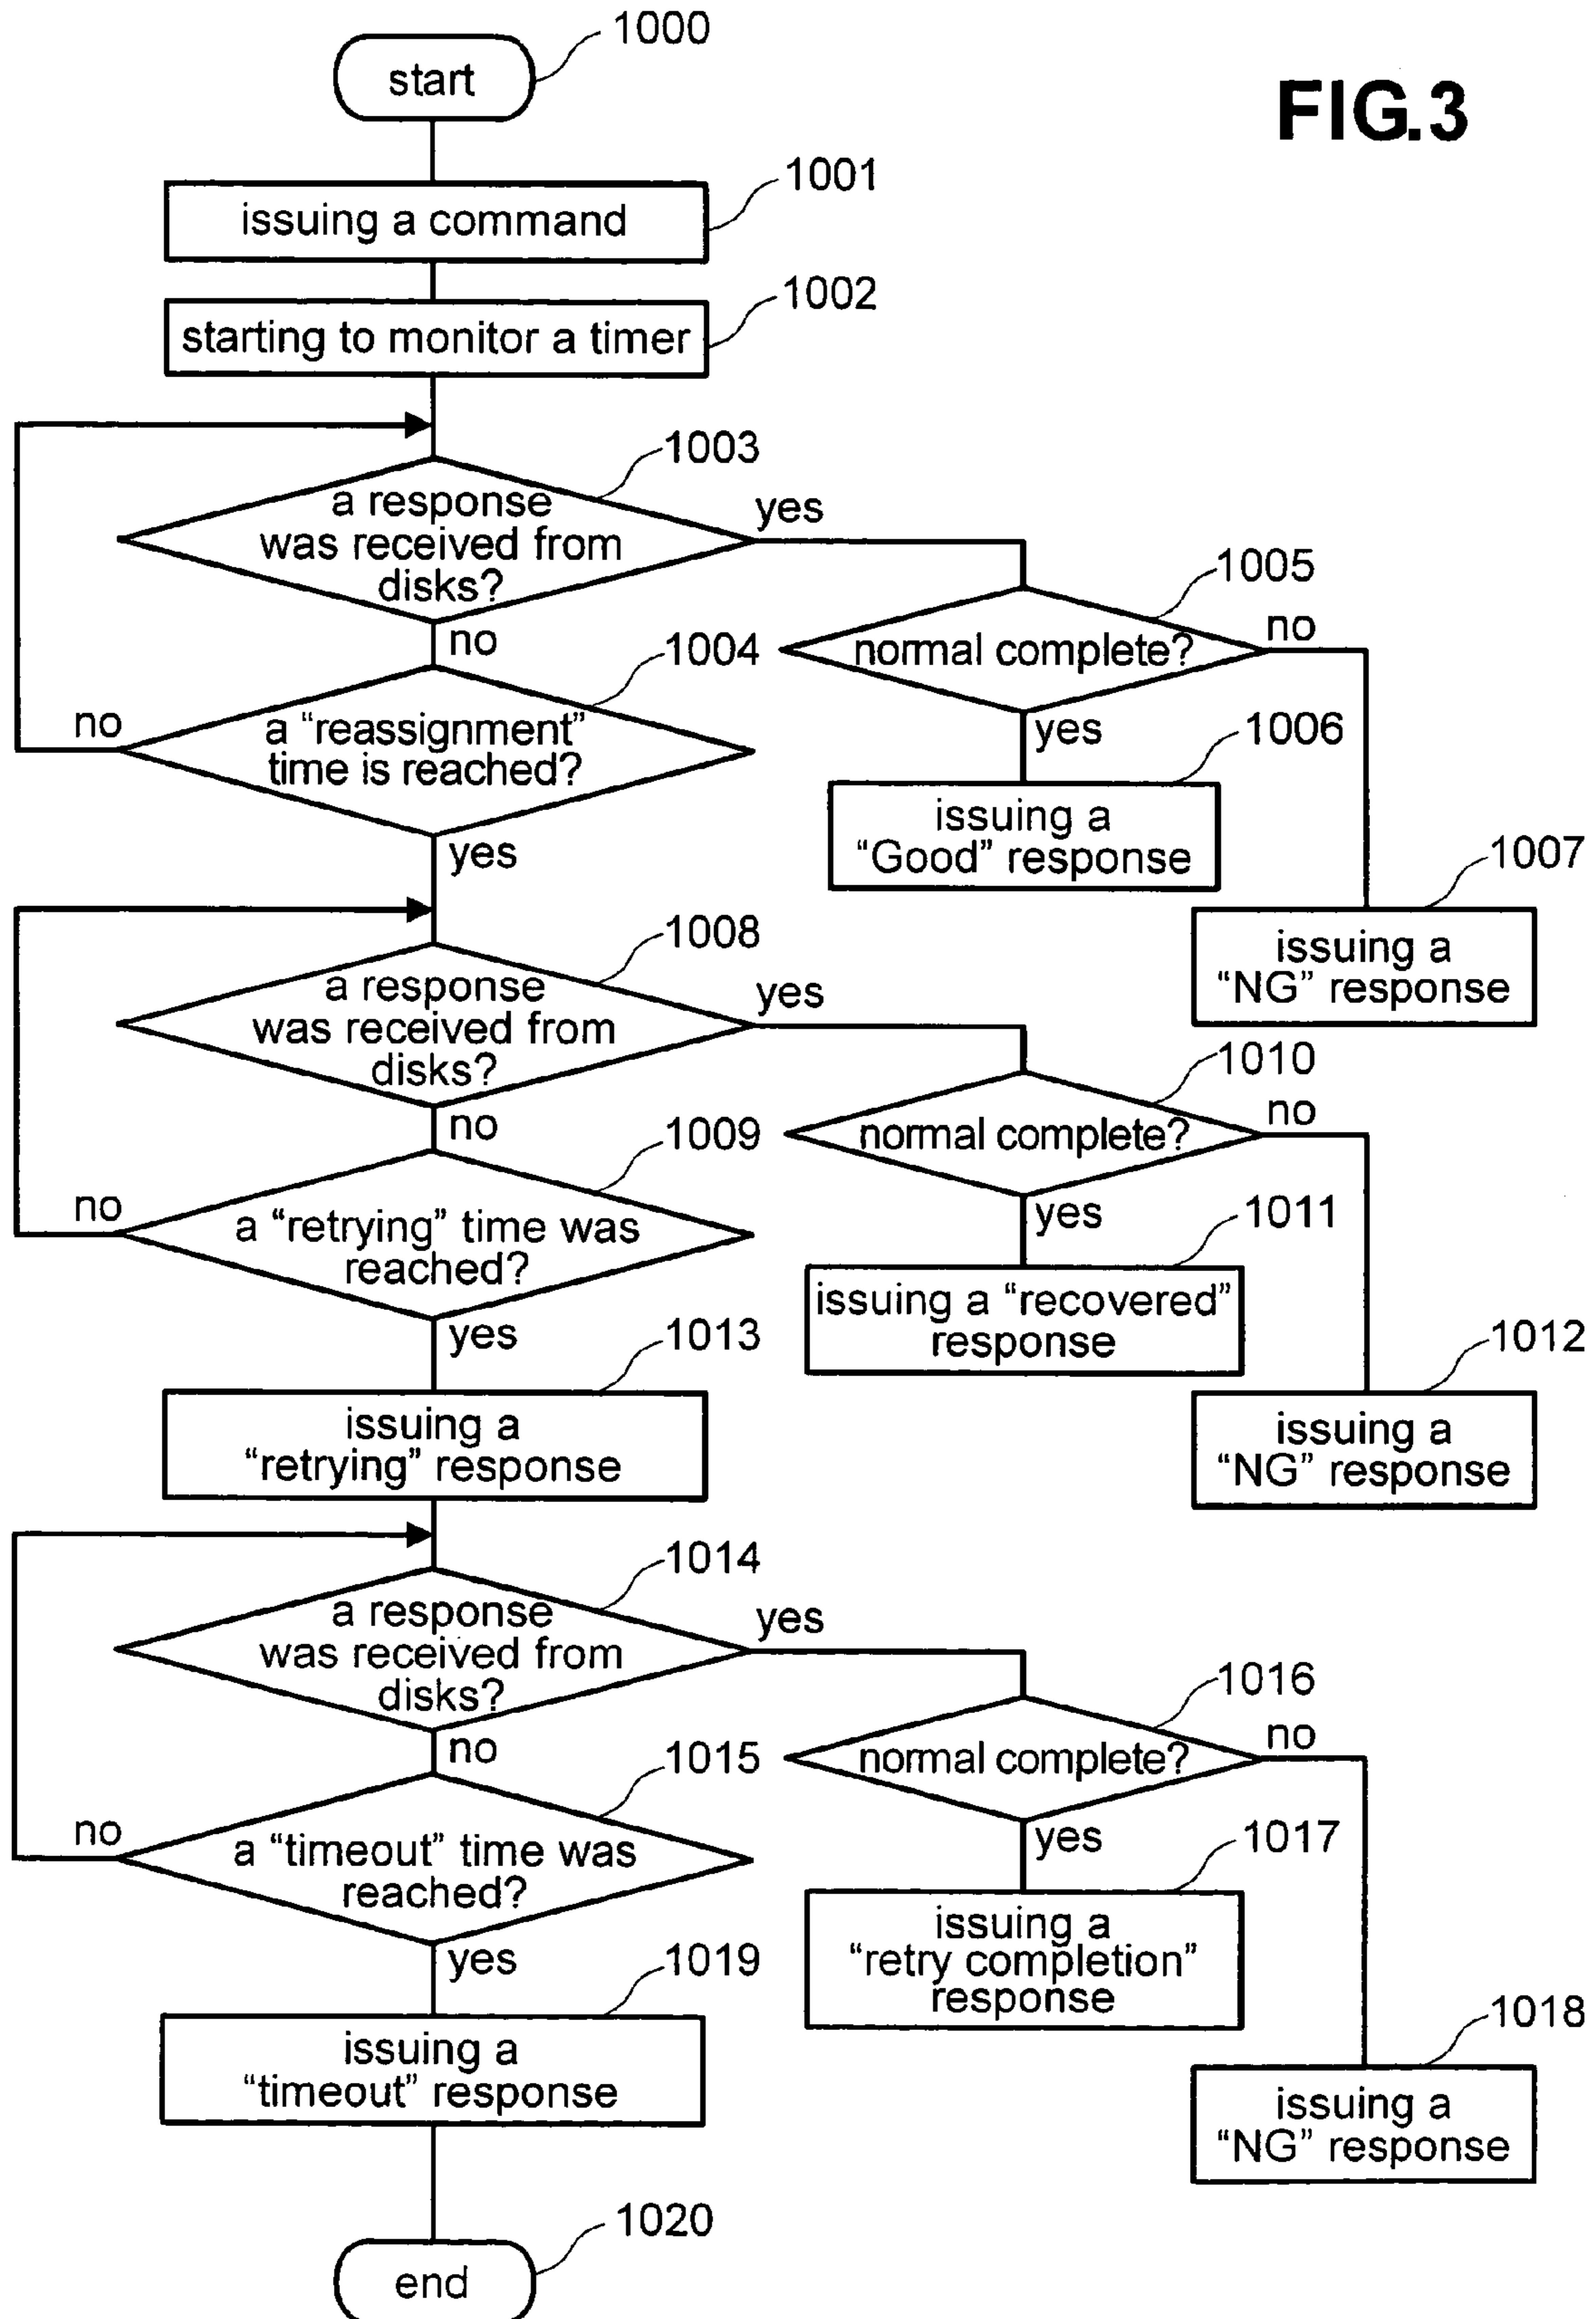 1000
start
FIG.3
1001
issuing a command
1002
starting to monitor a timer
1003
a response
was received from
disks?
yes
no
1005
normal complete?
no
yes
1004
a “reassignment”
time is reached?
no
yes
1006
issuing a
“Good” response
1007
issuing a
“NG” response
1008
a response
was received from
disks?
yes
no
1010
normal complete?
no
yes
1009
a “retrying” time was
reached?
no
yes
1011
issuing a “recovered”
response
1012
issuing a
“NG” response
1013
issuing a
“retrying” response
1014
a response
was received from
disks?
yes
no
1016
normal complete?
no
yes
1015
a “timeout” time was
reached?
no
yes
1017
issuing a
“retry completion”
response
1018
issuing a
“NG” response
1019
issuing a
“timeout” response
1020
end